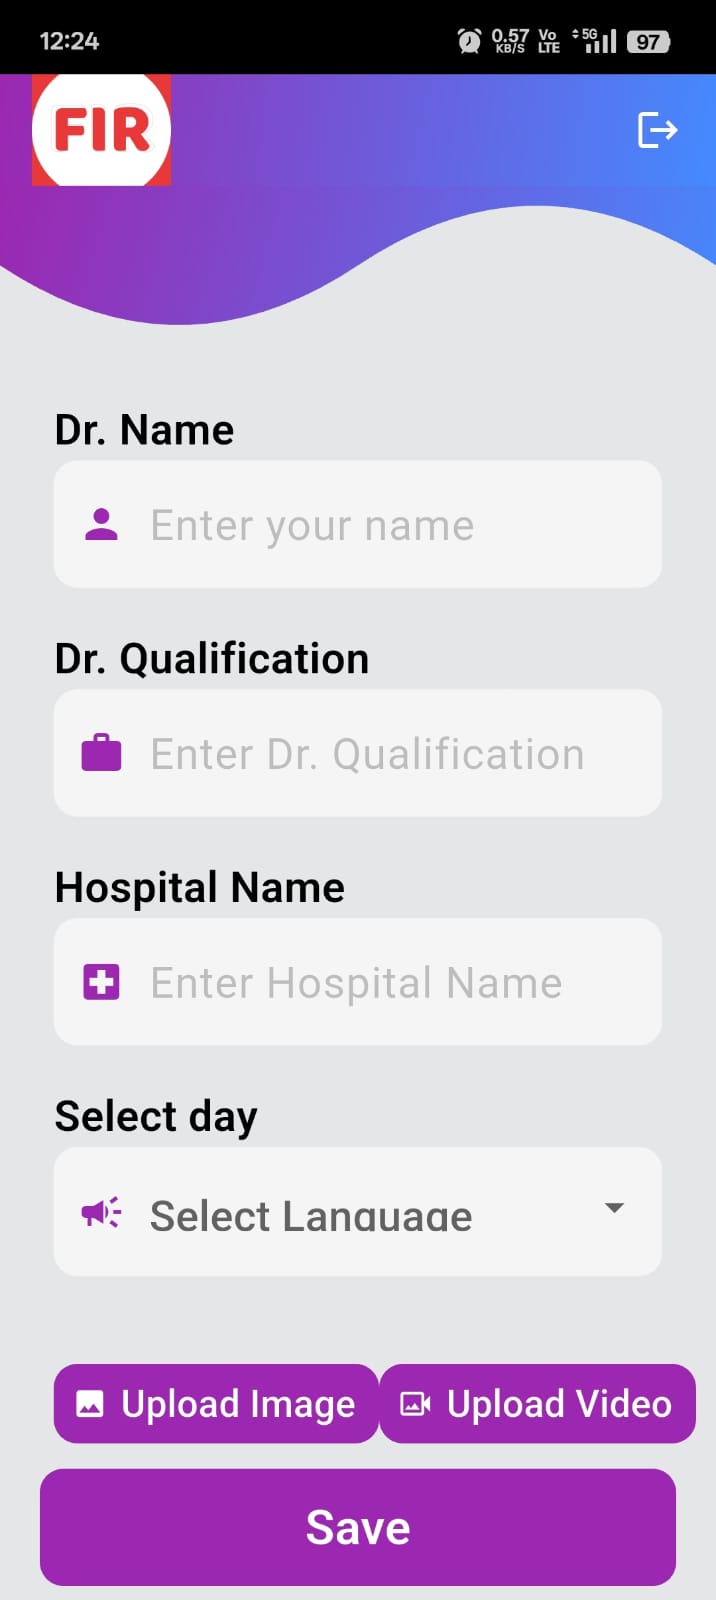 12:24
0.57 KB/S Vo LTE 5G 97
FIR
Dr. Name
Enter your name
Dr. Qualification
Enter Dr. Qualification
Hospital Name
Enter Hospital Name
Select day
Select Language
Upload Image Upload Video
Save